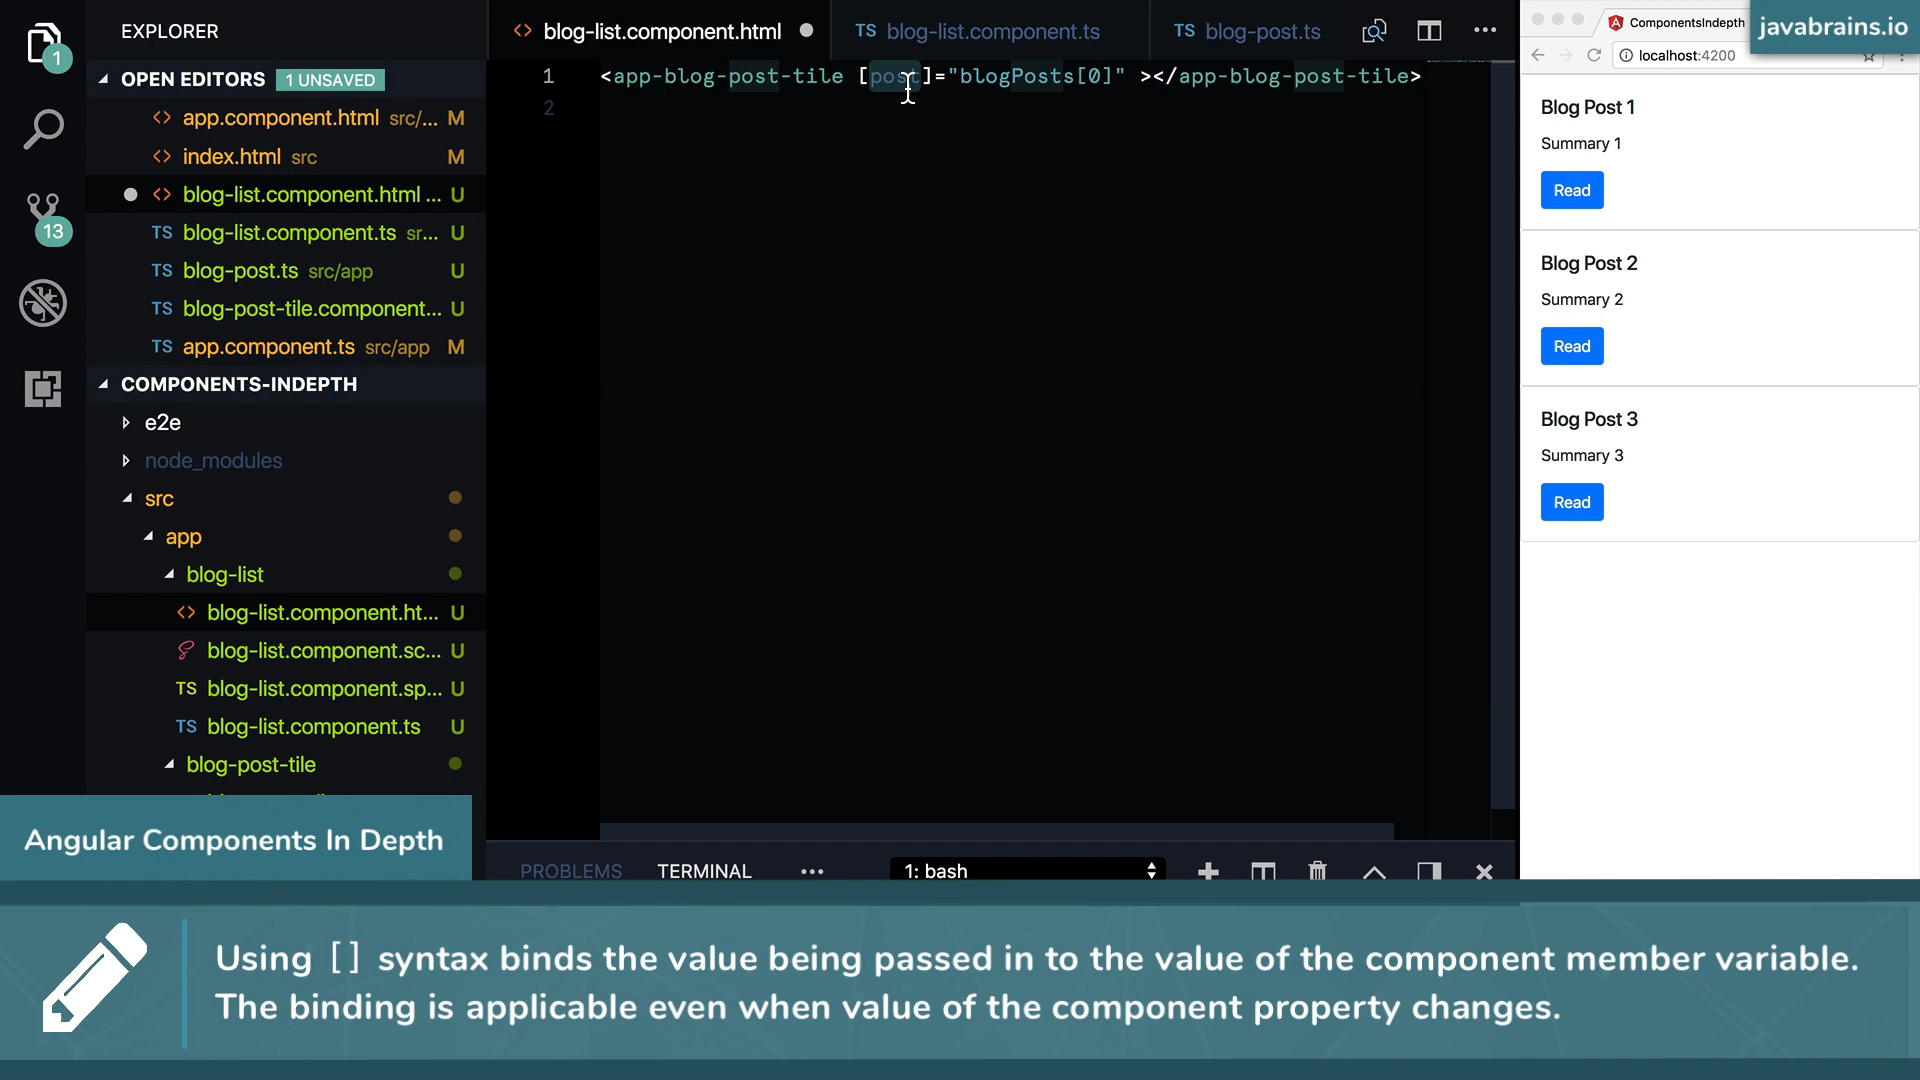 EXPLORER
OPEN EDITORS 1 UNSAVED
app.component.html src/... M
index.html src M
blog-list.component.html ... U
TS blog-list.component.ts sr... U
TS blog-post.ts src/app U
TS blog-post-tile.component... U
TS app.component.ts src/app M
COMPONENTS-INDEPTH
e2e
node_modules
src
app
blog-list
blog-list.component.ht... U
blog-list.component.sc... U
TS blog-list.component.sp... U
TS blog-list.component.ts U
blog-post-tile
1
13
blog-list.component.html
TS blog-list.component.ts
TS blog-post.ts
1 <app-blog-post-tile [post]="blogPosts[0]" ></app-blog-post-tile>
2
PROBLEMS TERMINAL ... 1: bash
ComponentsIndepth
javabrains.io
localhost:4200
Blog Post 1
Summary 1
Read
Blog Post 2
Summary 2
Read
Blog Post 3
Summary 3
Read
Angular Components In Depth
Using [] syntax binds the value being passed in to the value of the component member variable.
The binding is applicable even when value of the component property changes.